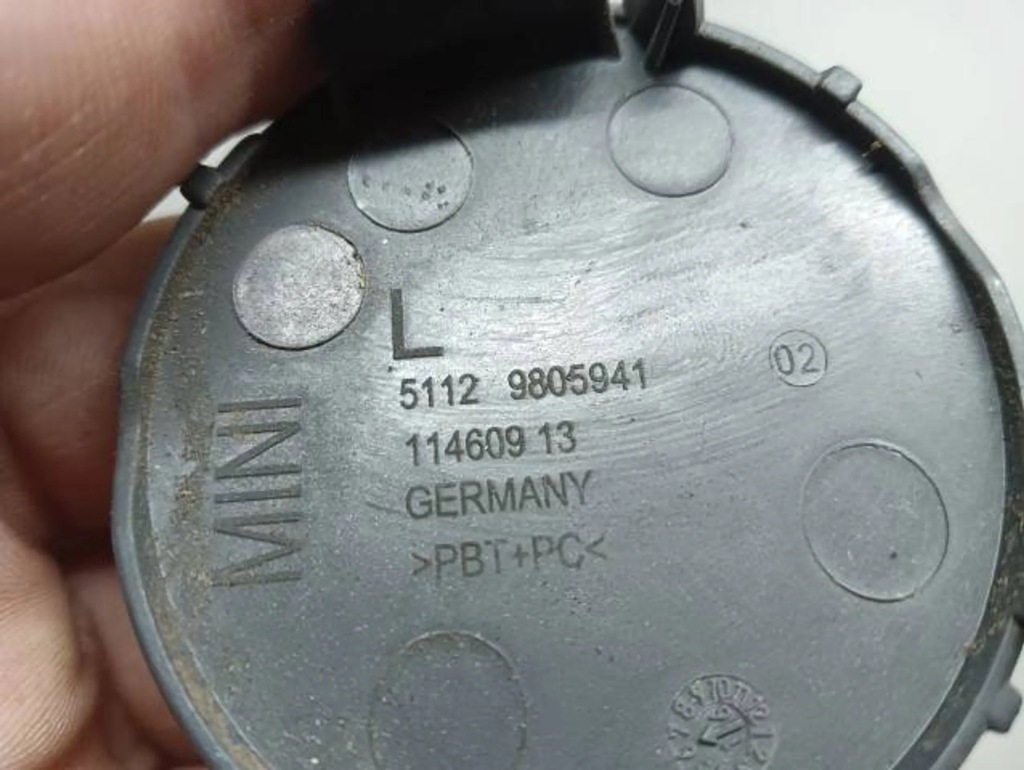 L
5112 9805941
02
114609 13
GERMANY
>PBT+PC<
MINI